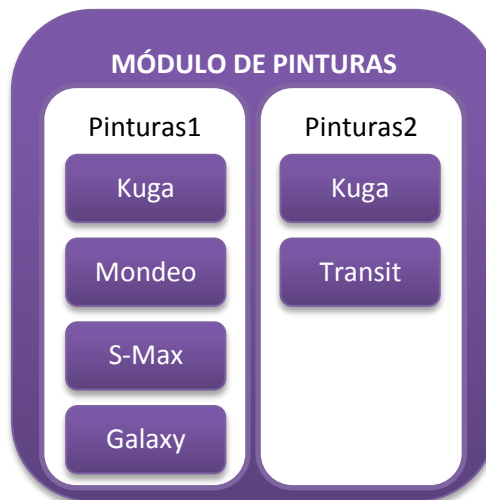 MÓDULO DE PINTURAS
Pinturas1
Kuga
Mondeo
S-Max
Galaxy
Pinturas2
Kuga
Transit